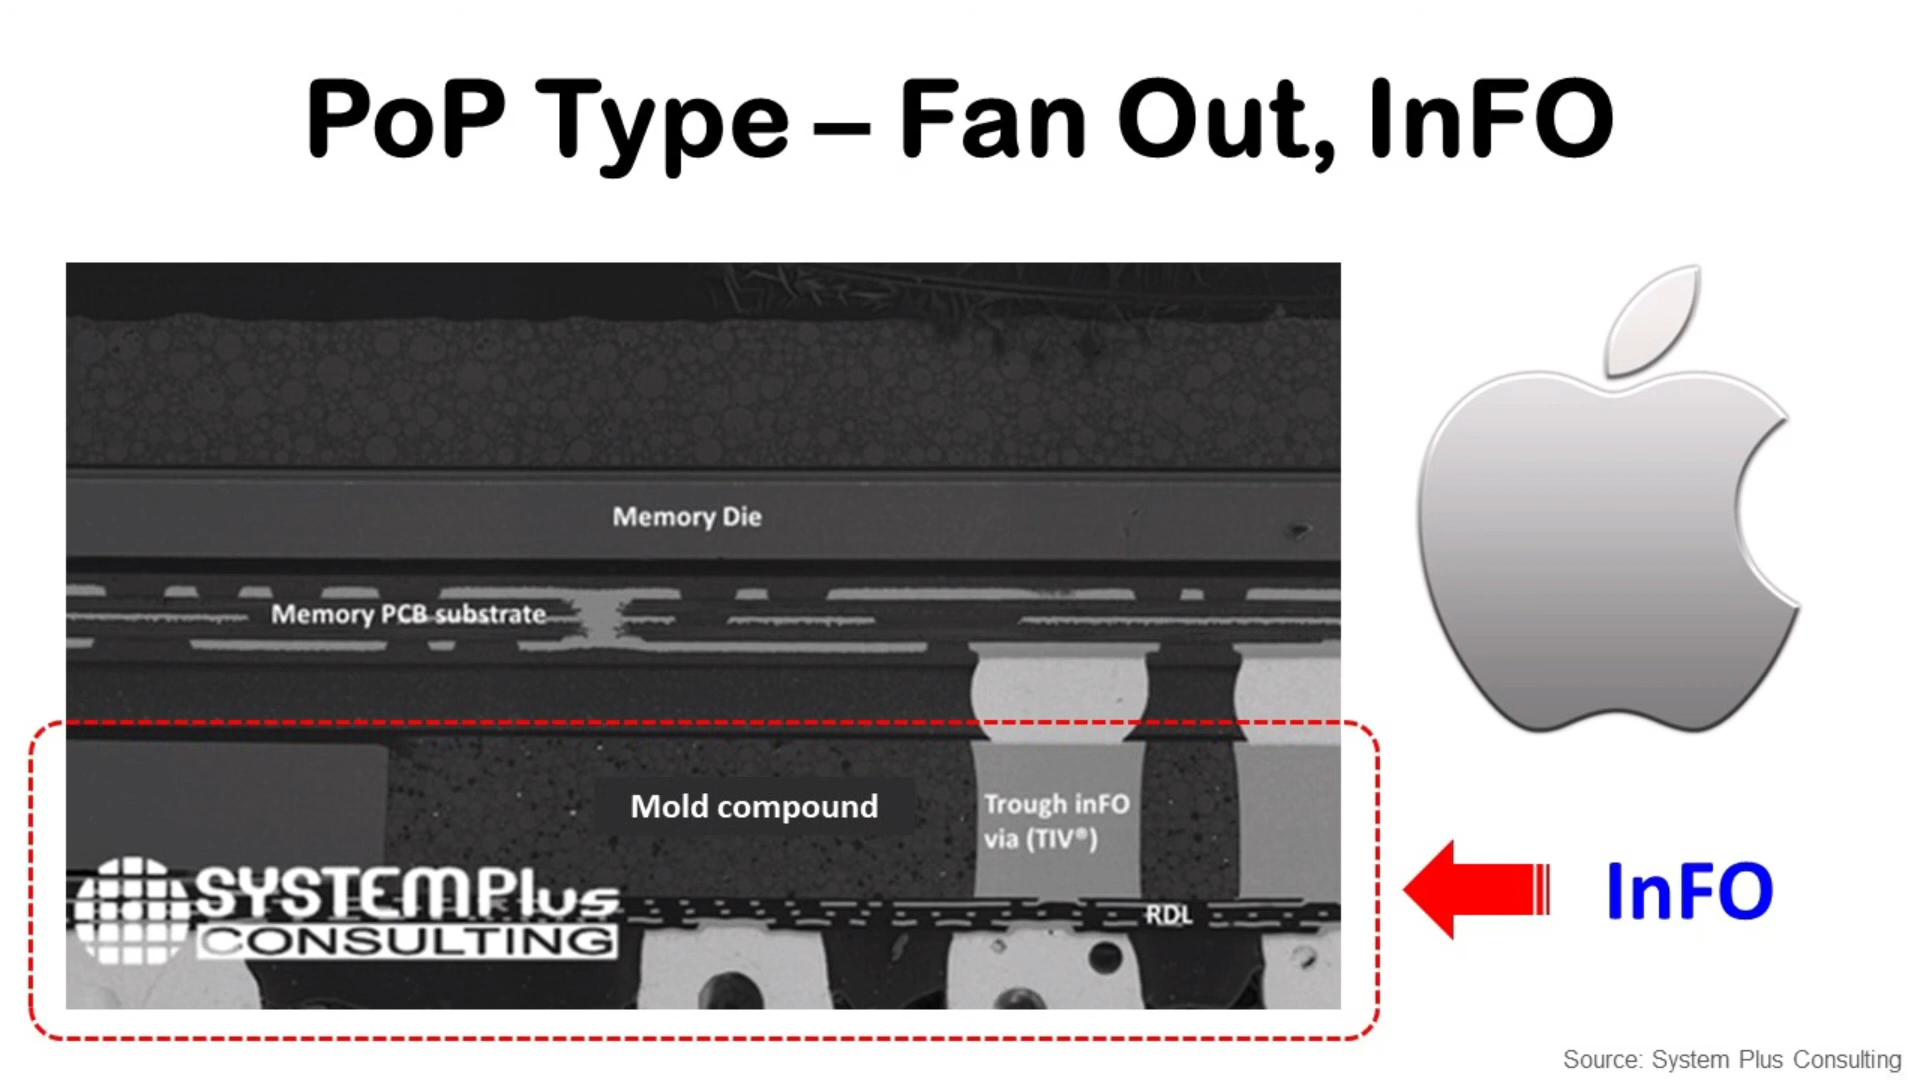 PoP Type – Fan Out, InFO
Memory Die
Memory PCB substrate
Mold compound
Trough inFO
via (TIV®)
SYSTEMPlus
CONSULTING
RDL
InFO
Source: System Plus Consulting